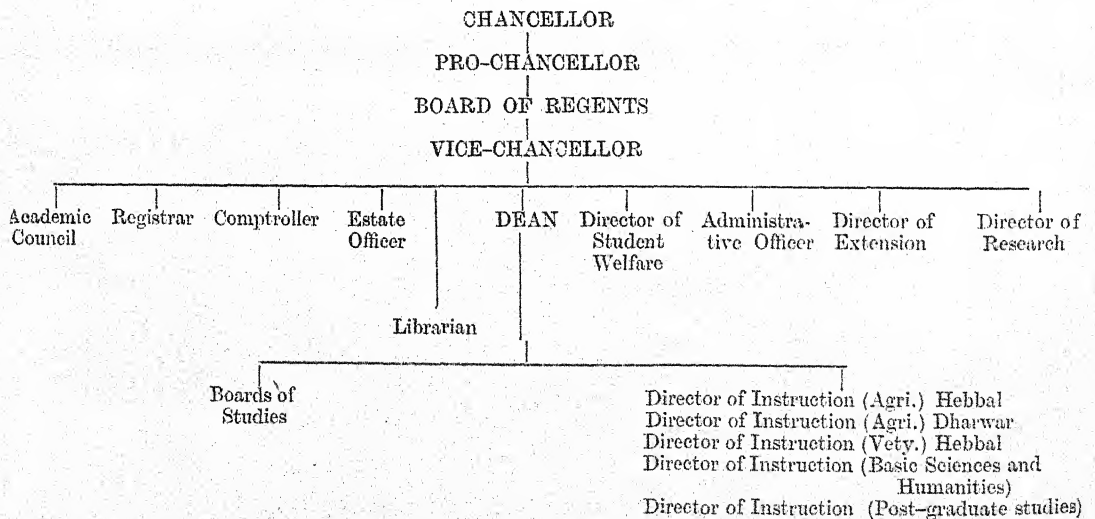 CHANCELLOR
PRO-CHANCELLOR
BOARD OF REGENTS
VICE-CHANCELLOR
Academic Council
Registrar
Comptroller
Estate Officer
DEAN
Director of Student Welfare
Administra-
tive Officer
Director of Extension
Director of Research
Librarian
Boards of Studies
Director of Instruction (Agri.) Hebbal
Director of Instruction (Agri.) Dharwar
Director of Instruction (Vety.) Hebbal
Director of Instruction (Basic Sciences and
Humanities)
Director of Instruction (Post-graduate studies)